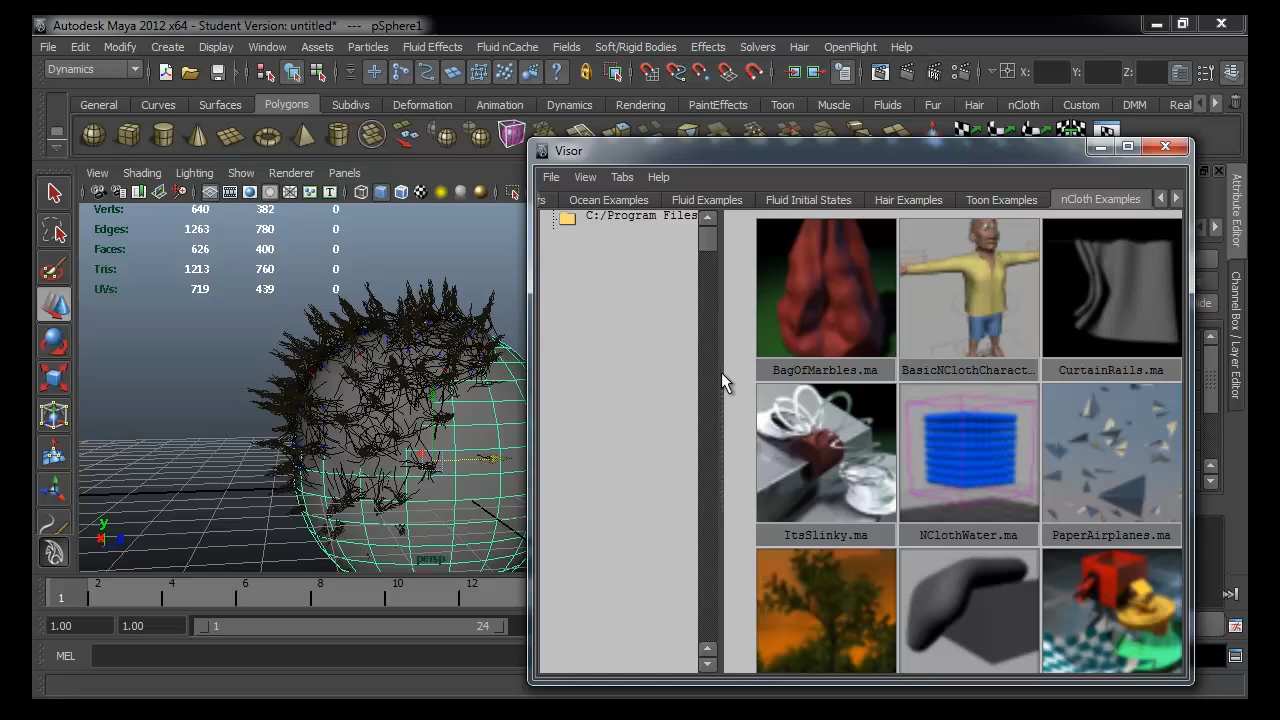 Autodesk Maya 2012 x64 - Student Version: untitled* --- pSphere1
File Edit Modify Create Display Window Assets Particles Fluid Effects Fluid nCache Fields Soft/Rigid Bodies Effects Solvers Hair OpenFlight Help
Dynamics X: Y: Z:
General Curves Surfaces Polygons Subdivs Deformation Animation Dynamics Rendering PaintEffects Toon Muscle Fluids Fur Hair nCloth Custom DMM Real
View Shading Lighting Show Renderer Panels
Verts: 640 382 0
Edges: 1263 780 0
Faces: 626 400 0
Tris: 1213 760 0
UVs: 719 439 0
persp
y
x
z
Visor
File View Tabs Help
rs Ocean Examples Fluid Examples Fluid Initial States Hair Examples Toon Examples nCloth Examples
C:/Program Files
BagOfMarbles.ma BasicNClothCharact... CurtainRails.ma
ItsSlinky.ma NClothWater.ma PaperAirplanes.ma
Attribute Editor
Channel Box / Layer Editor
ide
2 4 6 8 10 12
1
1.00 1.00 1 24
MEL